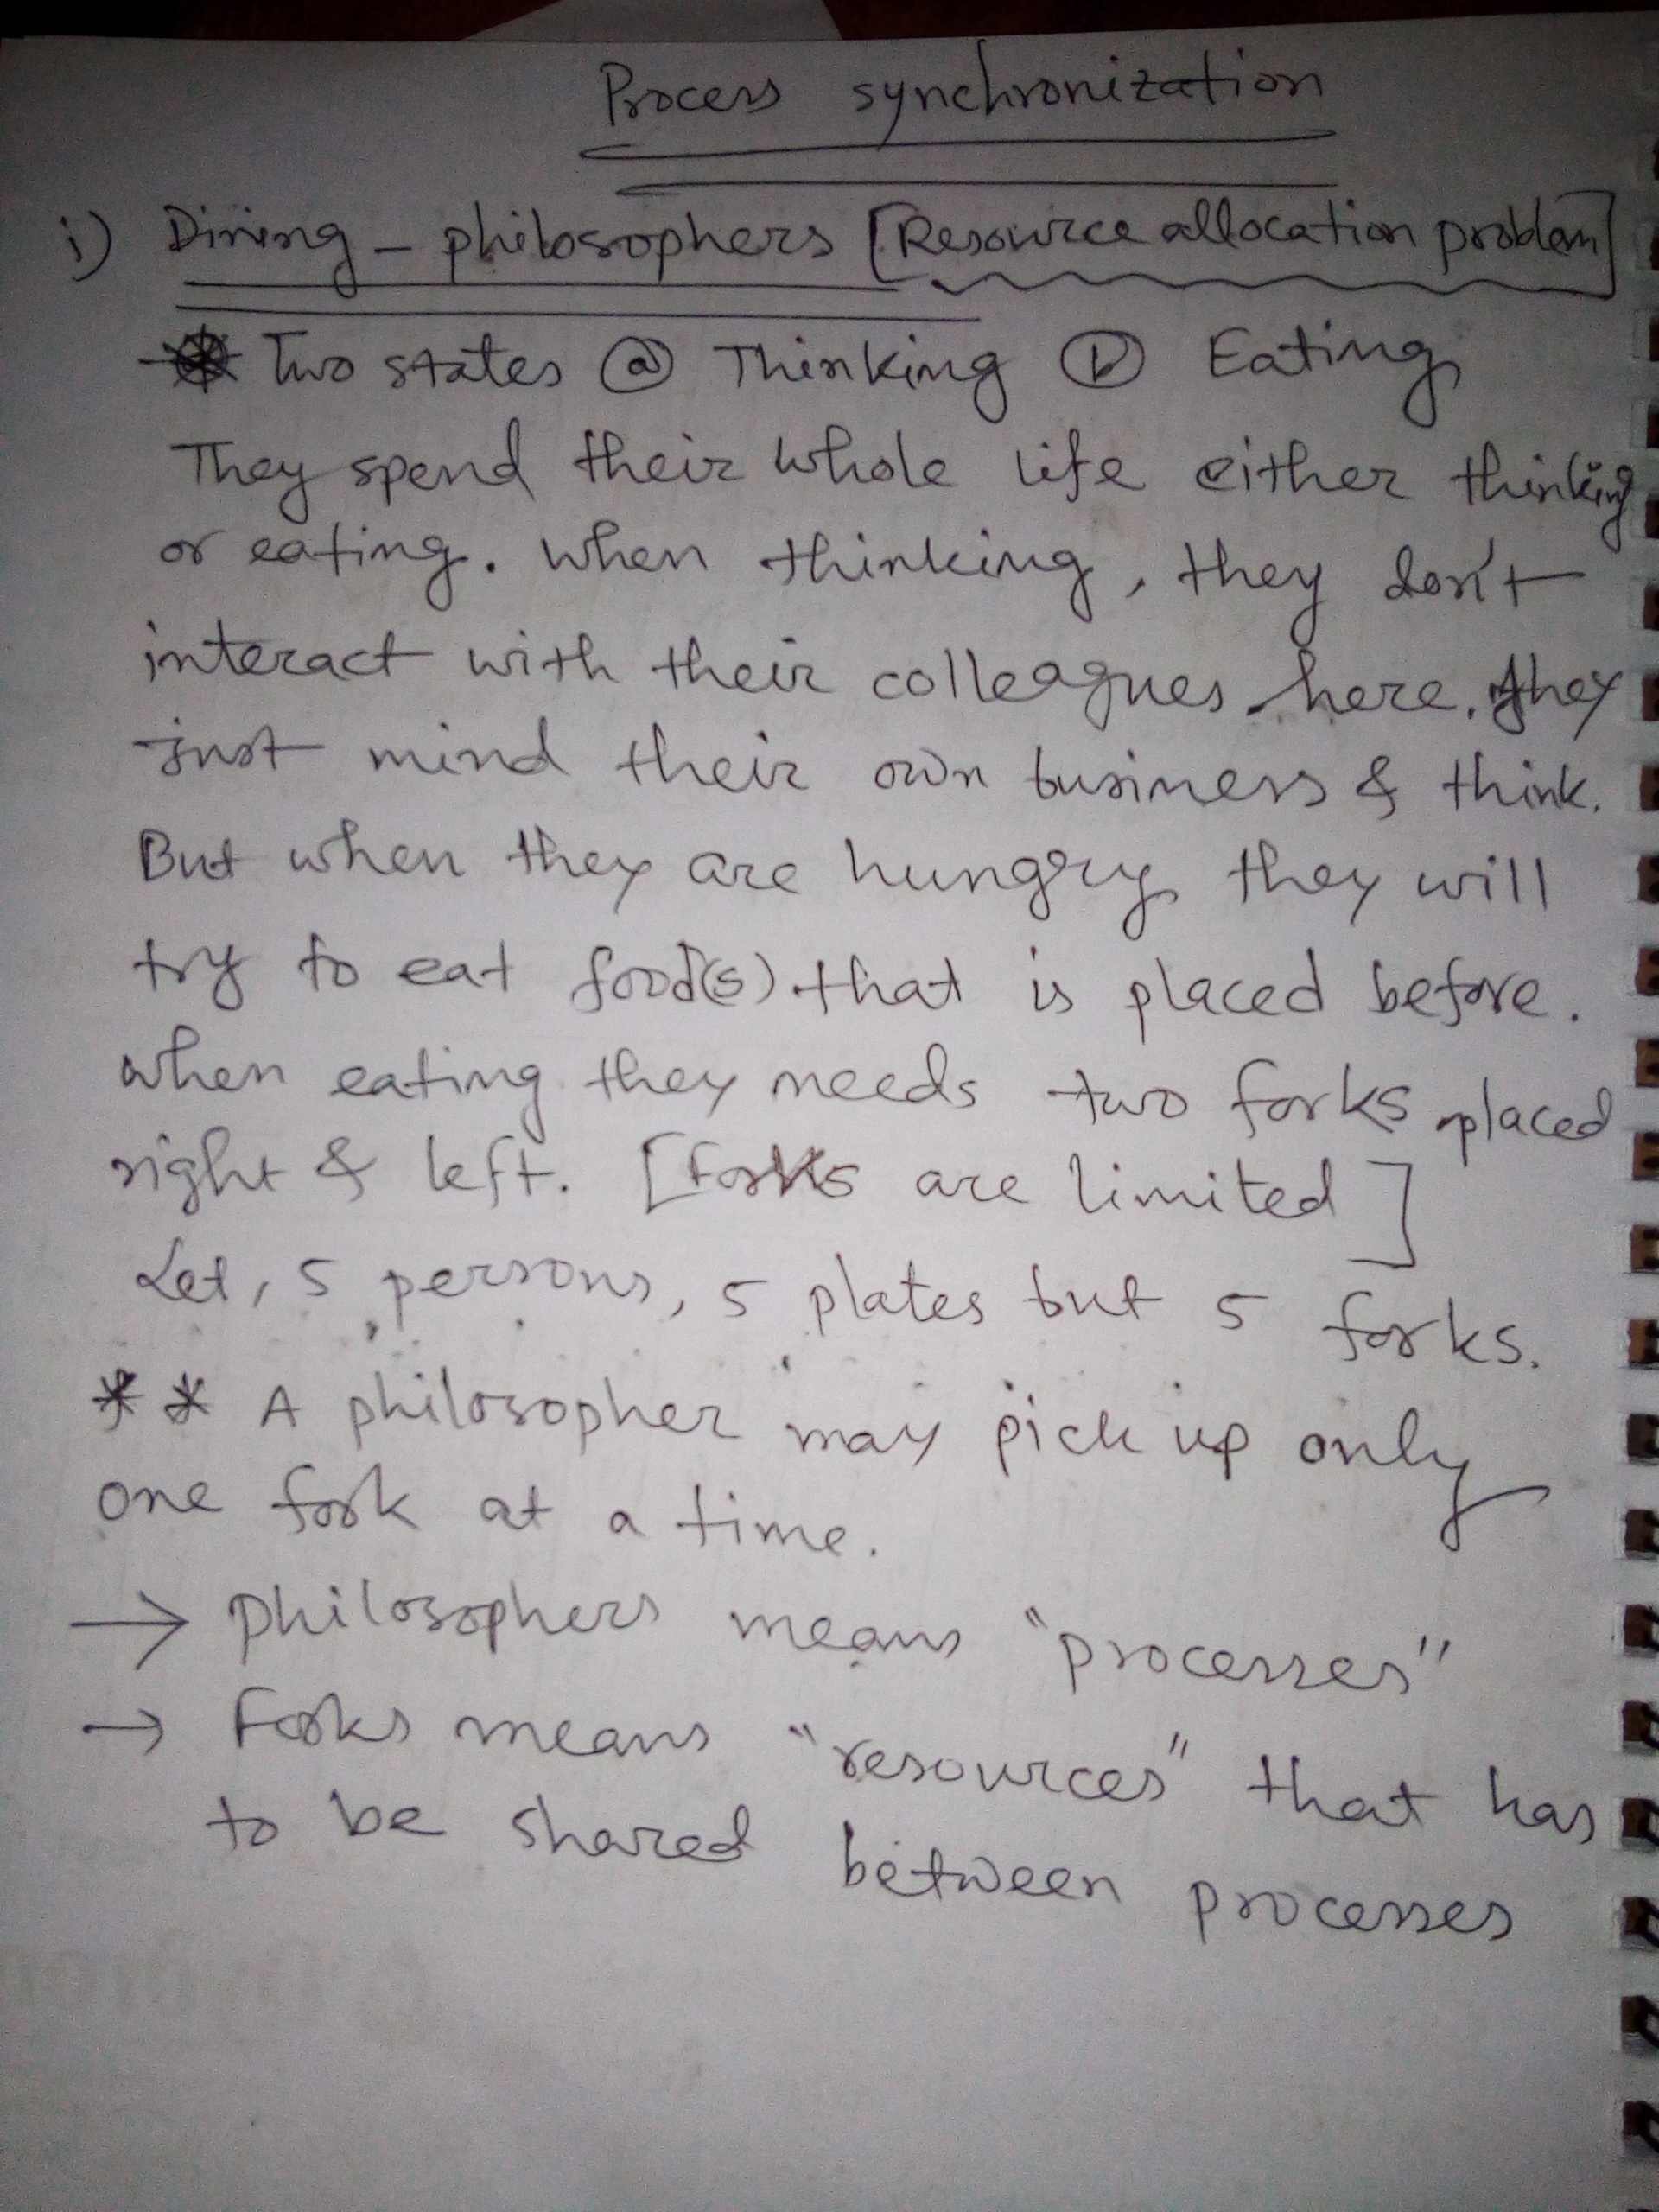 Process synchronization
i) Dining - philosophers [Resource allocation problem]
* Two states ⓐ Thinking ⓑ Eating
They spend their whole life either thinking
or eating. When thinking, they don't
interact with their colleagues here. They
just mind their own business & think.
But when they are hungry they will
try to eat food(s) that is placed before.
when eating they needs two forks placed
right & left. [Forks are limited]
Let, 5 persons, 5 plates but 5 forks.
** A philosopher may pick up only
one fork at a time.
→ Philosophers means "processes"
→ Forks means "resources" that has
to be shared between processes